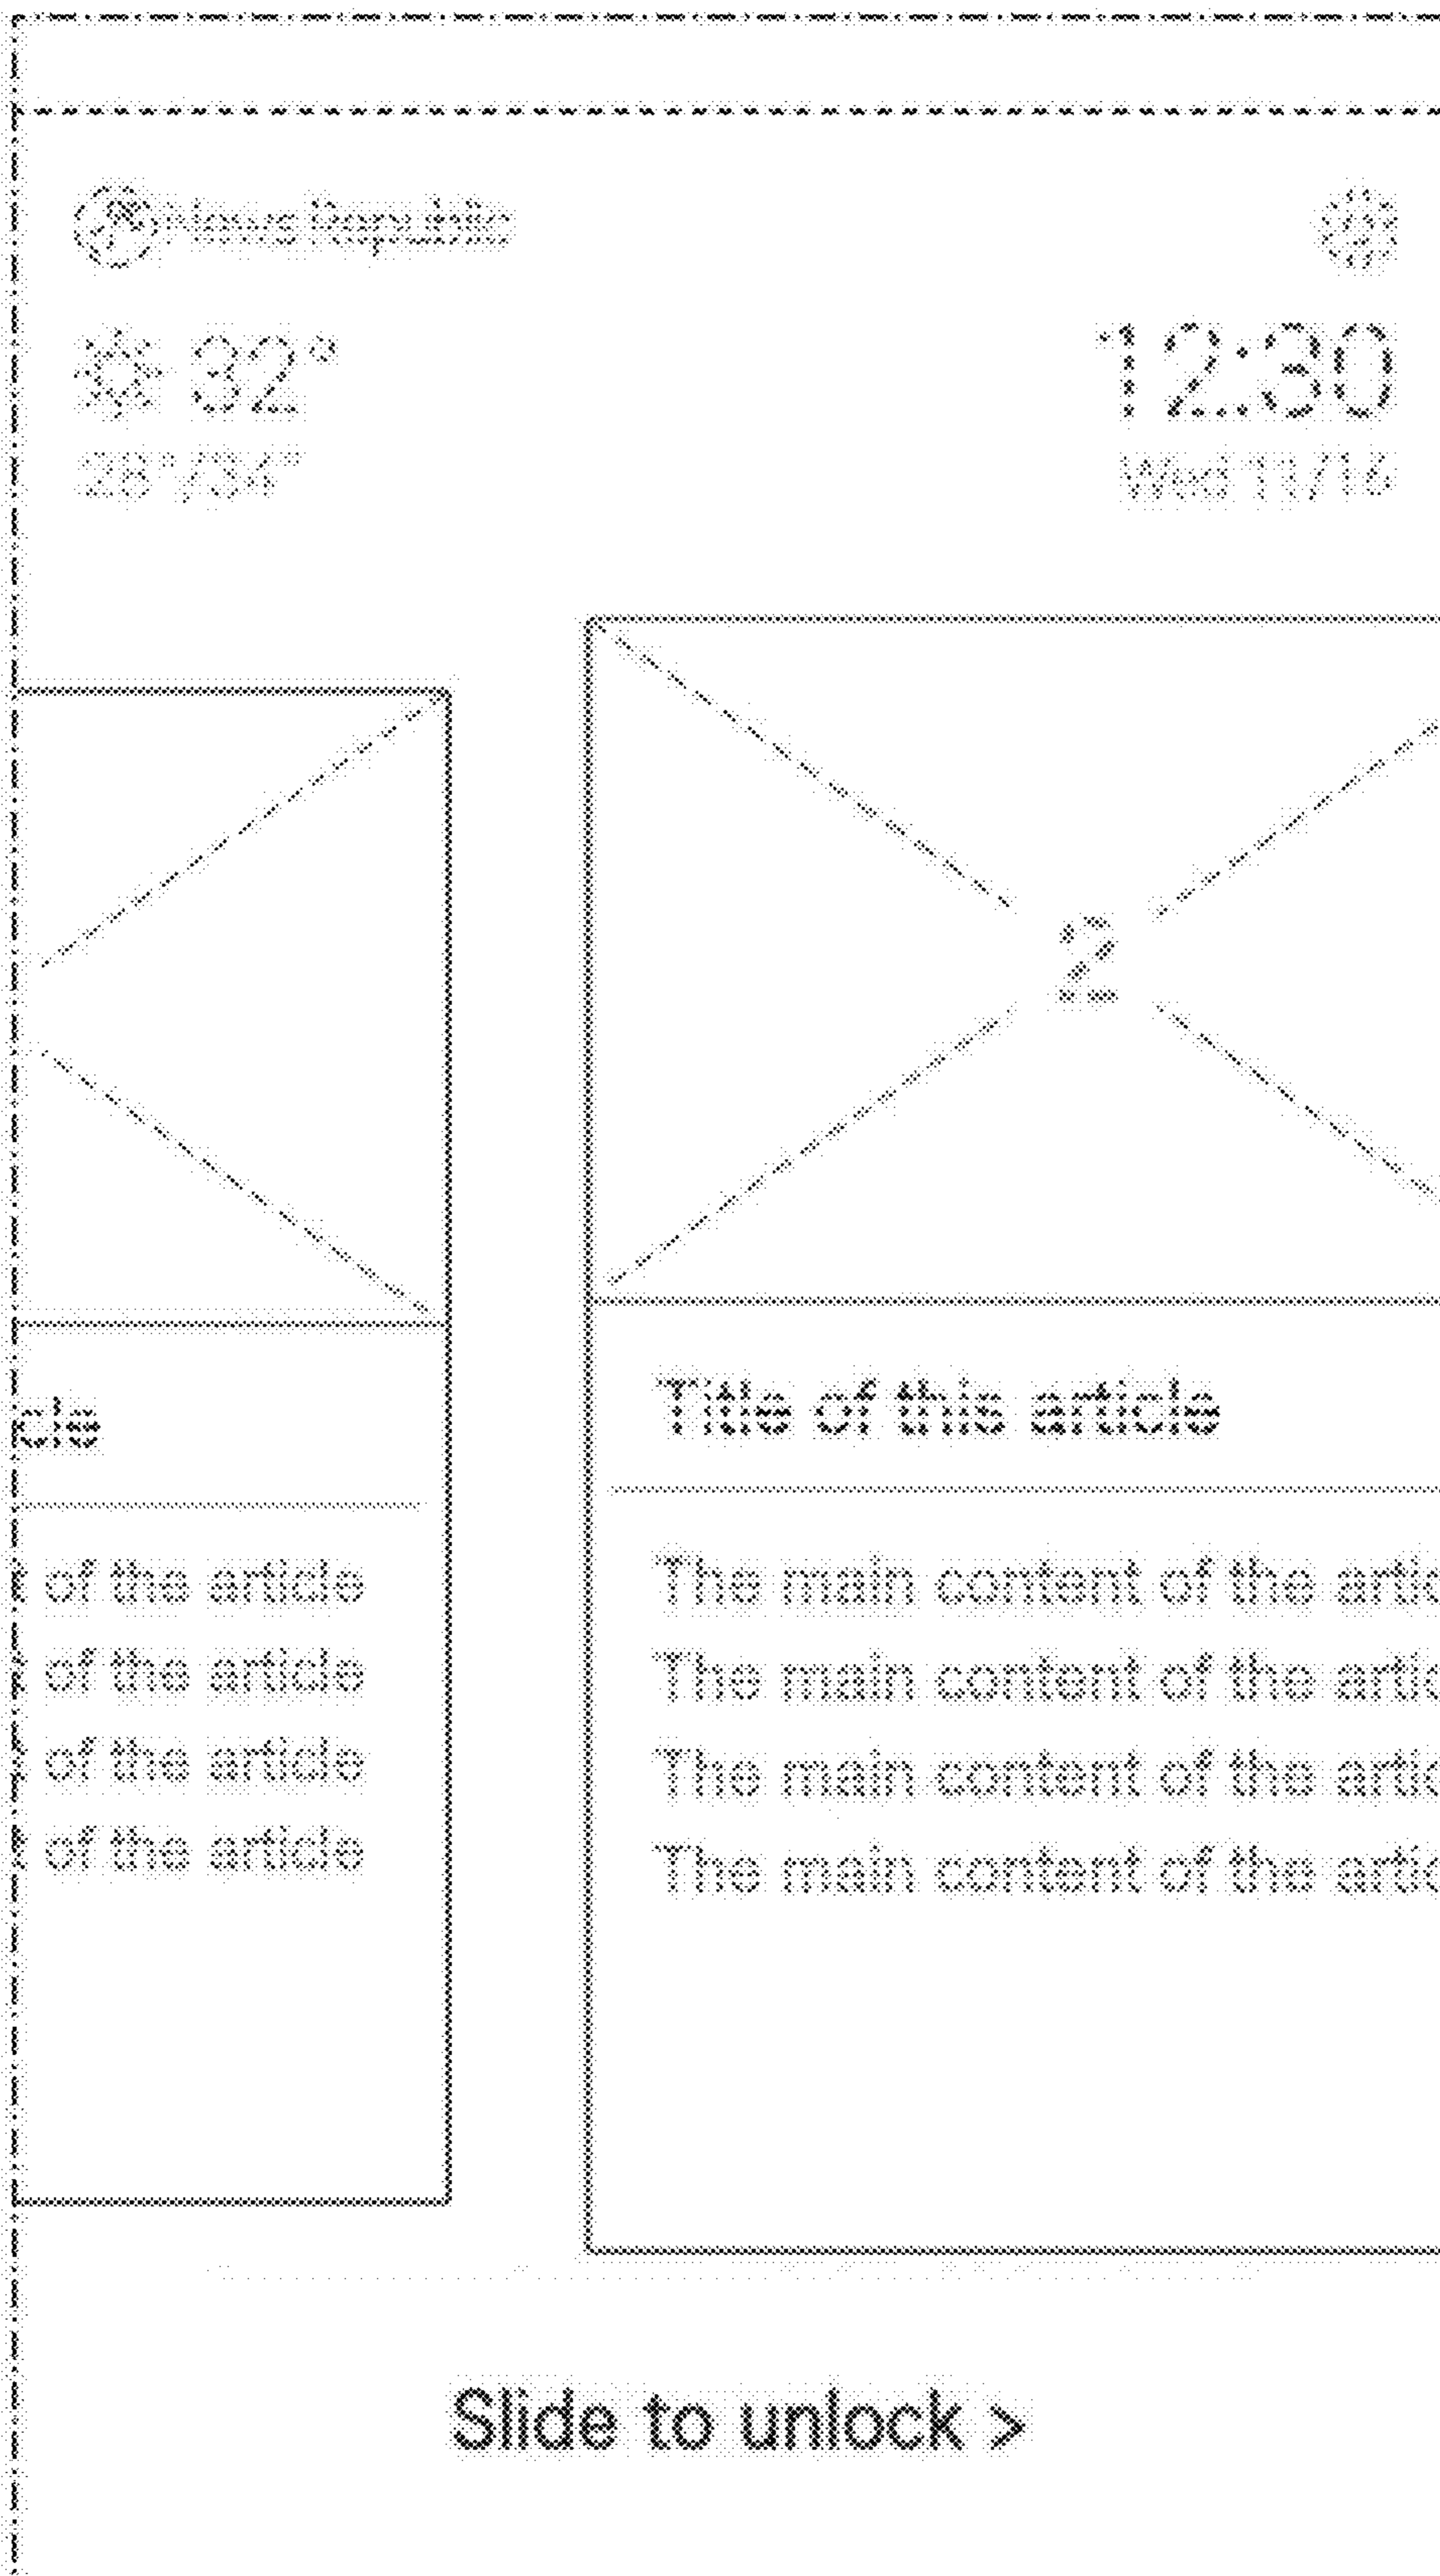 News Republic
32°
12:30
28°/34°
Wed 11/16
2
cle
Title of this article
t of the article
t of the article
t of the article
t of the article
The main content of the artic
The main content of the artic
The main content of the artic
The main content of the artic
Slide to unlock >